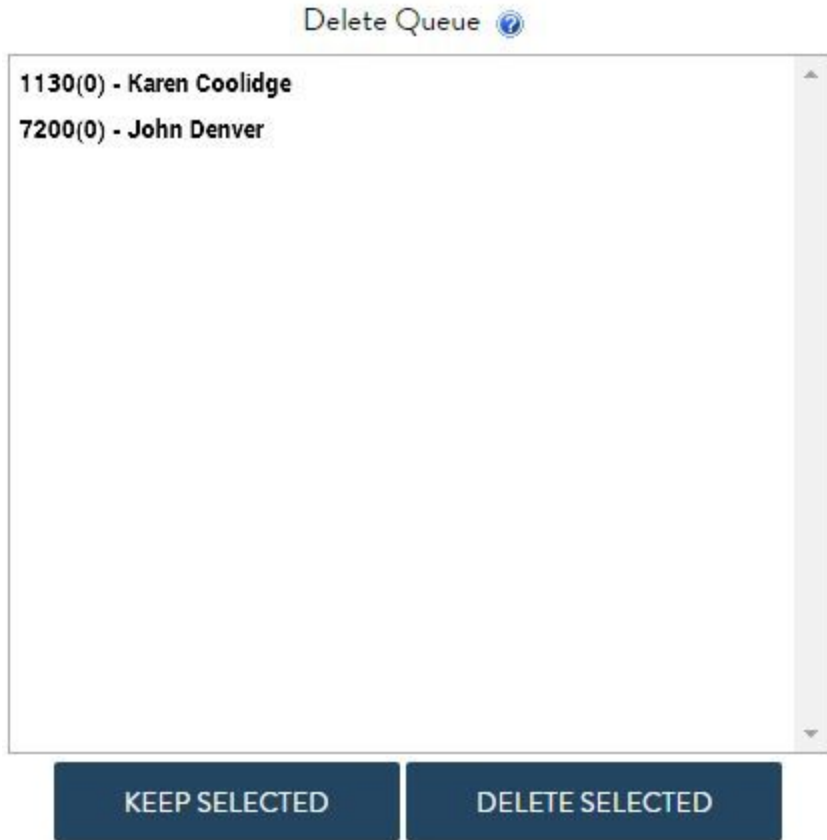 Delete Queue ?
1130(0) - Karen Coolidge
7200(0) - John Denver
KEEP SELECTED
DELETE SELECTED